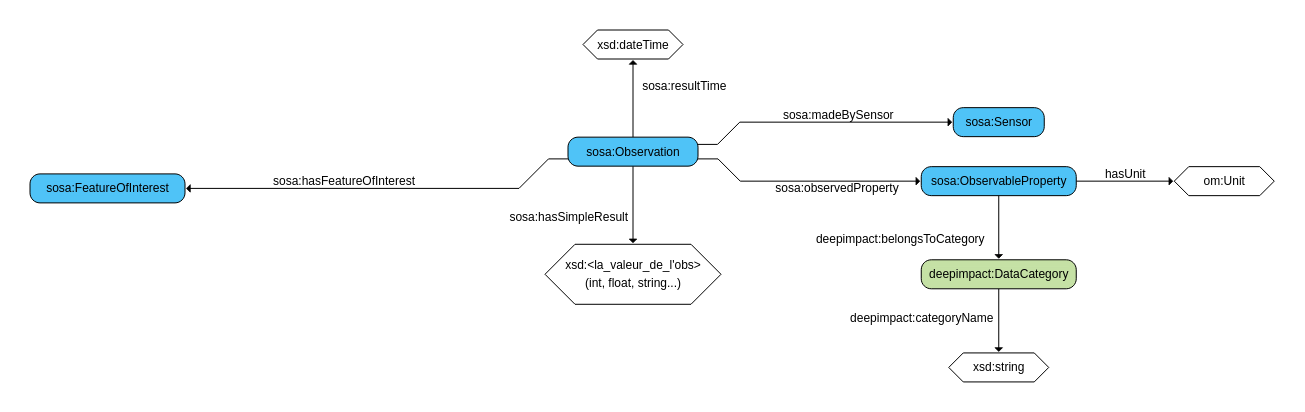 xsd:dateTime
sosa:resultTime
sosa:madeBySensor
sosa:Sensor
sosa:Observation
sosa:hasFeatureOfInterest
sosa:FeatureOfInterest
sosa:observedProperty
sosa:ObservableProperty
hasUnit
om:Unit
sosa:hasSimpleResult
deepimpact:belongsToCategory
xsd:<la_valeur_de_l'obs>
(int, float, string...)
deepimpact:DataCategory
deepimpact:categoryName
xsd:string